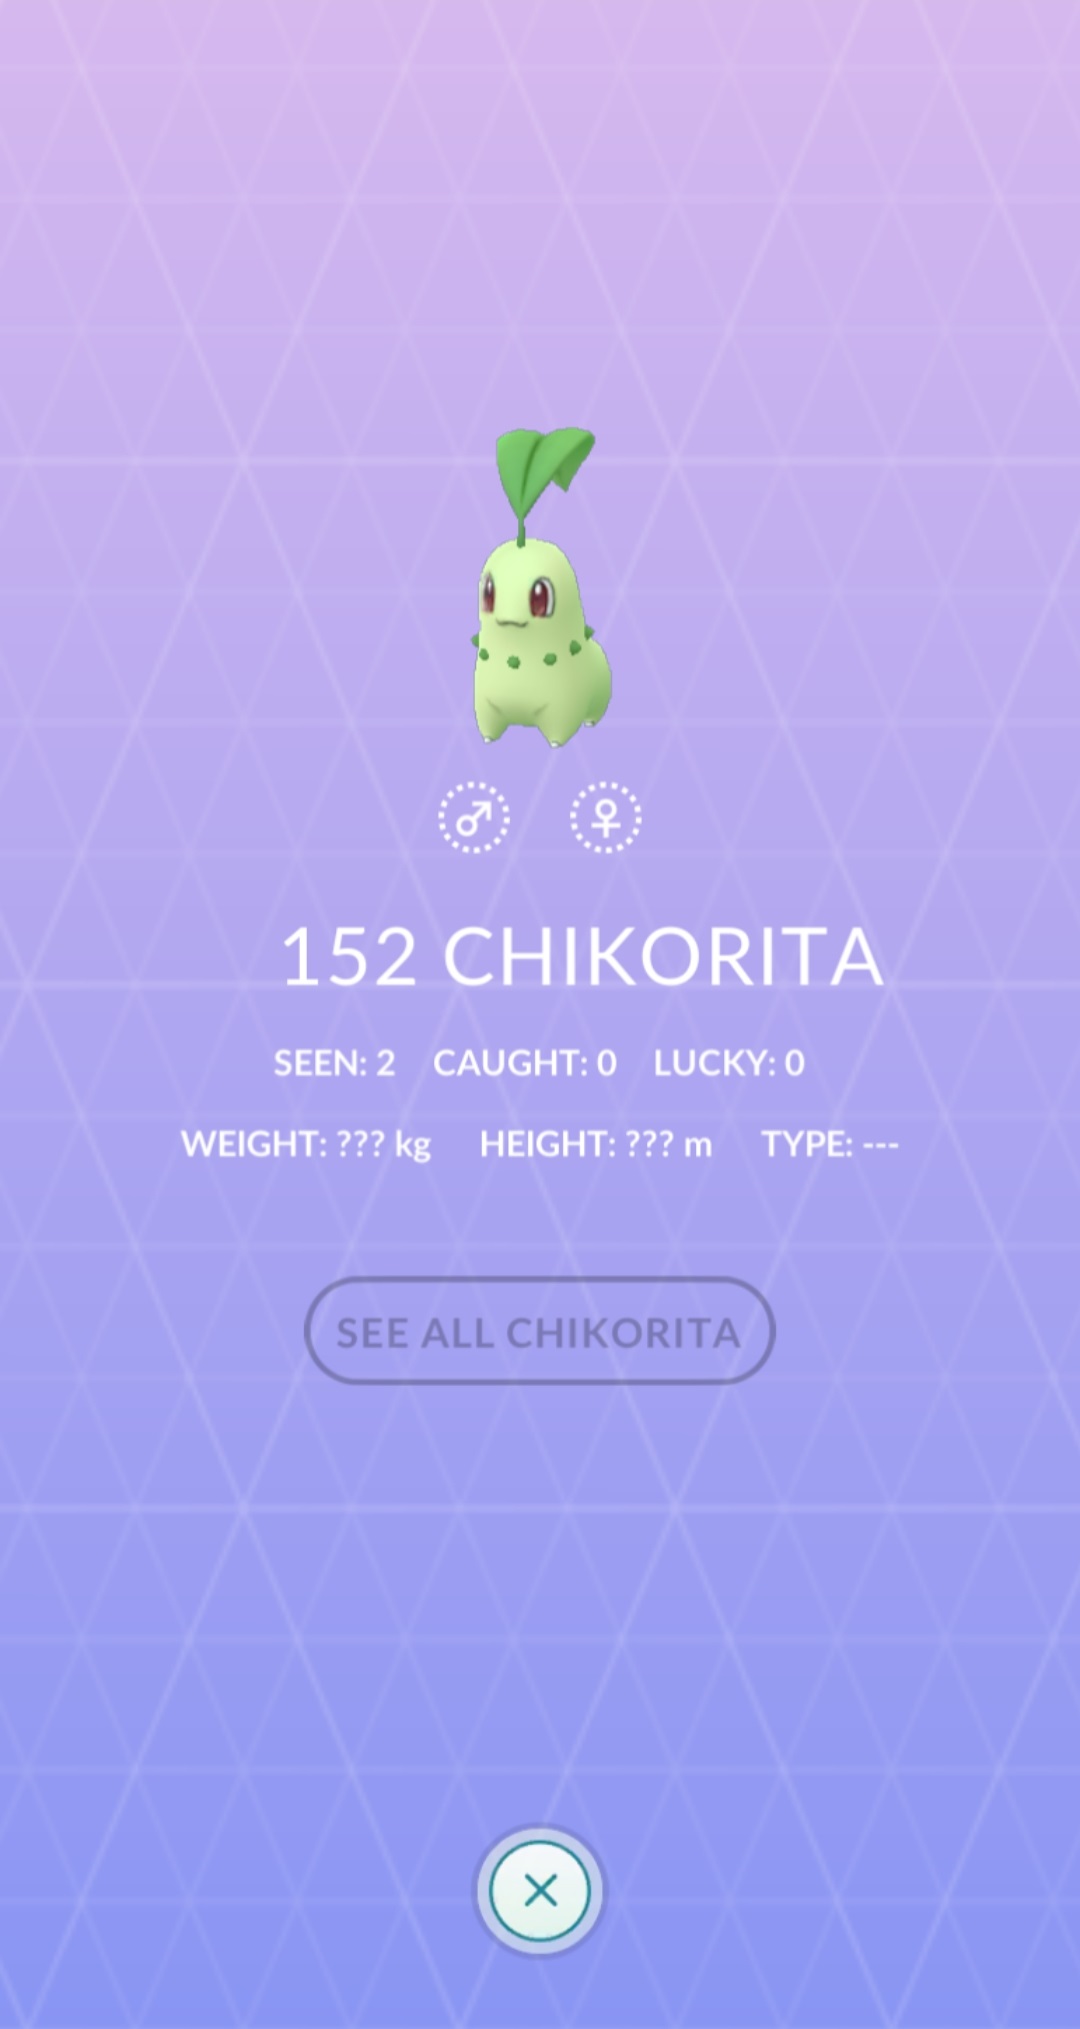 152 CHIKORITA
SEEN: 2 CAUGHT: 0 LUCKY: 0
WEIGHT: ??? kg HEIGHT: ??? m TYPE: ---
SEE ALL CHIKORITA